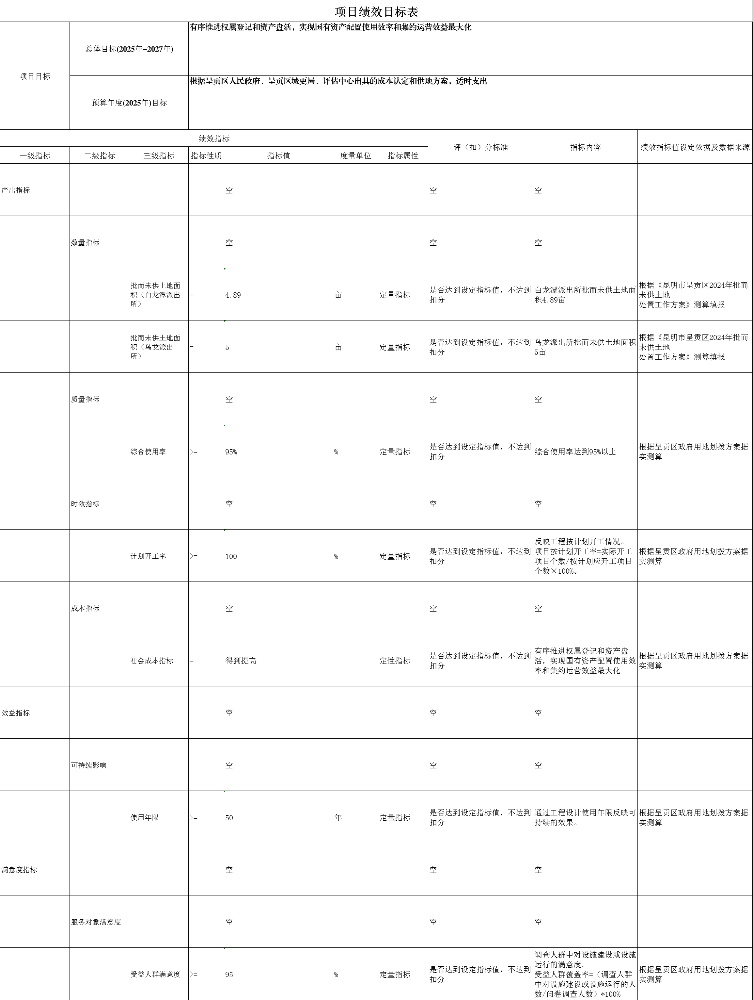 项目绩效目标表
项目目标
总体目标(2025年-2027年)
有序推进权属登记和资产盘活，实现国有资产配置使用效率和集约运营效益最大化
预算年度(2025年)目标
根据呈贡区人民政府、呈贡区城更局、评估中心出具的成本认定和供地方案，适时支出
绩效指标
评（扣）分标准
指标内容
绩效指标值设定依据及数据来源
一级指标
二级指标
三级指标
指标性质
指标值
度量单位
指标属性
产出指标
空
空
空
数量指标
空
空
空
批而未供土地面
积（白龙潭派出
所）
=
4.89
亩
定量指标
是否达到设定指标值，不达到
扣分
白龙潭派出所批而未供土地面
积4.89亩
根据《昆明市呈贡区2024年批而
未供土地
处置工作方案》测算填报
批而未供土地面
积（乌龙派出
所）
=
5
亩
定量指标
是否达到设定指标值，不达到
扣分
乌龙派出所批而未供土地面积
5亩
根据《昆明市呈贡区2024年批而
未供土地
处置工作方案》测算填报
质量指标
空
空
空
综合使用率
>=
95%
%
定量指标
是否达到设定指标值，不达到
扣分
综合使用率达到95%以上
根据呈贡区政府用地划拨方案据
实测算
时效指标
空
空
空
计划开工率
>=
100
%
定量指标
是否达到设定指标值，不达到
扣分
反映工程按计划开工情况。
项目按计划开工率=实际开工
项目个数/按计划应开工项目
个数×100%。
根据呈贡区政府用地划拨方案据
实测算
成本指标
空
空
空
社会成本指标
=
得到提高
定性指标
是否达到设定指标值，不达到
扣分
有序推进权属登记和资产盘
活，实现国有资产配置使用效
率和集约运营效益最大化
根据呈贡区政府用地划拨方案据
实测算
效益指标
空
空
空
可持续影响
空
空
空
使用年限
>=
50
年
定量指标
是否达到设定指标值，不达到
扣分
通过工程设计使用年限反映可
持续的效果。
根据呈贡区政府用地划拨方案据
实测算
满意度指标
空
空
空
服务对象满意度
空
空
空
受益人群满意度
>=
95
%
定量指标
是否达到设定指标值，不达到
扣分
调查人群中对设施建设或设施
运行的满意度。
受益人群覆盖率=（调查人群
中对设施建设或设施运行的人
数/问卷调查人数）*100%
根据呈贡区政府用地划拨方案据
实测算